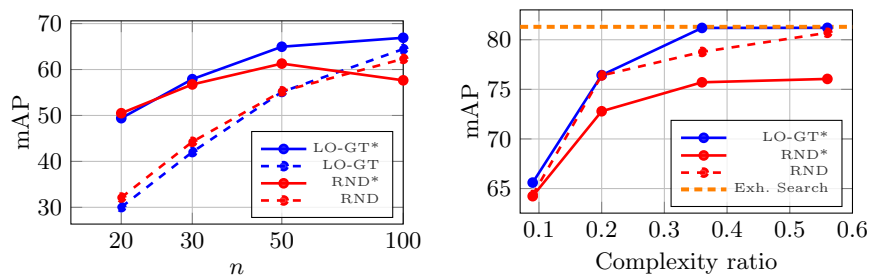 70
60
50
40
30
mAP
20
30
50
100
n
LO-GT*
LO-GT
RND*
RND
80
75
70
65
mAP
0.1
0.2
0.3
0.4
0.5
0.6
Complexity ratio
LO-GT*
RND*
RND
Exh. Search